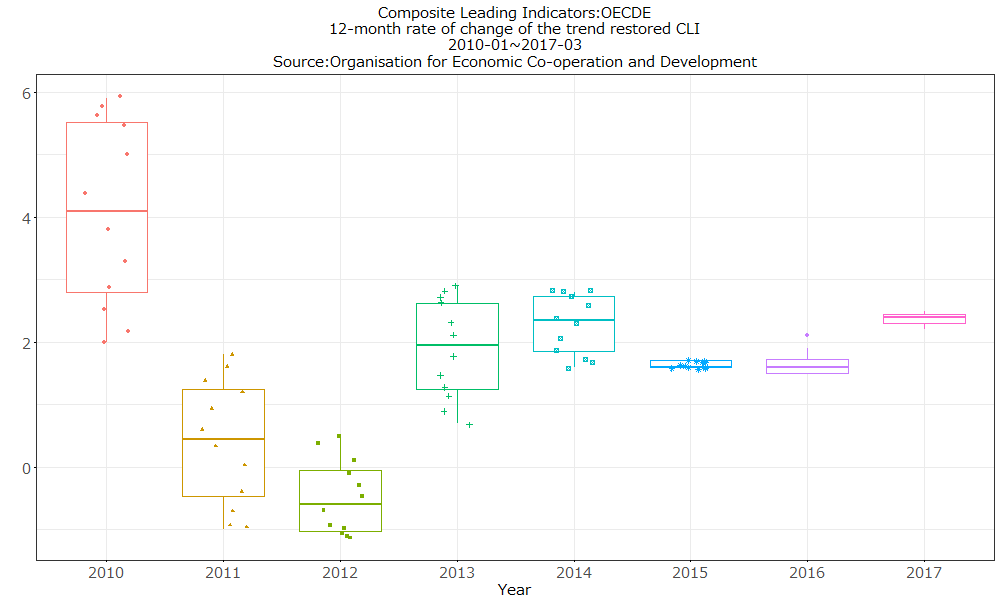 Composite Leading Indicators:OECDE
12-month rate of change of the trend restored CLI
2010-01~2017-03
Source:Organisation for Economic Co-operation and Development
6
4
2
0
2010 2011 2012 2013 2014 2015 2016 2017
Year